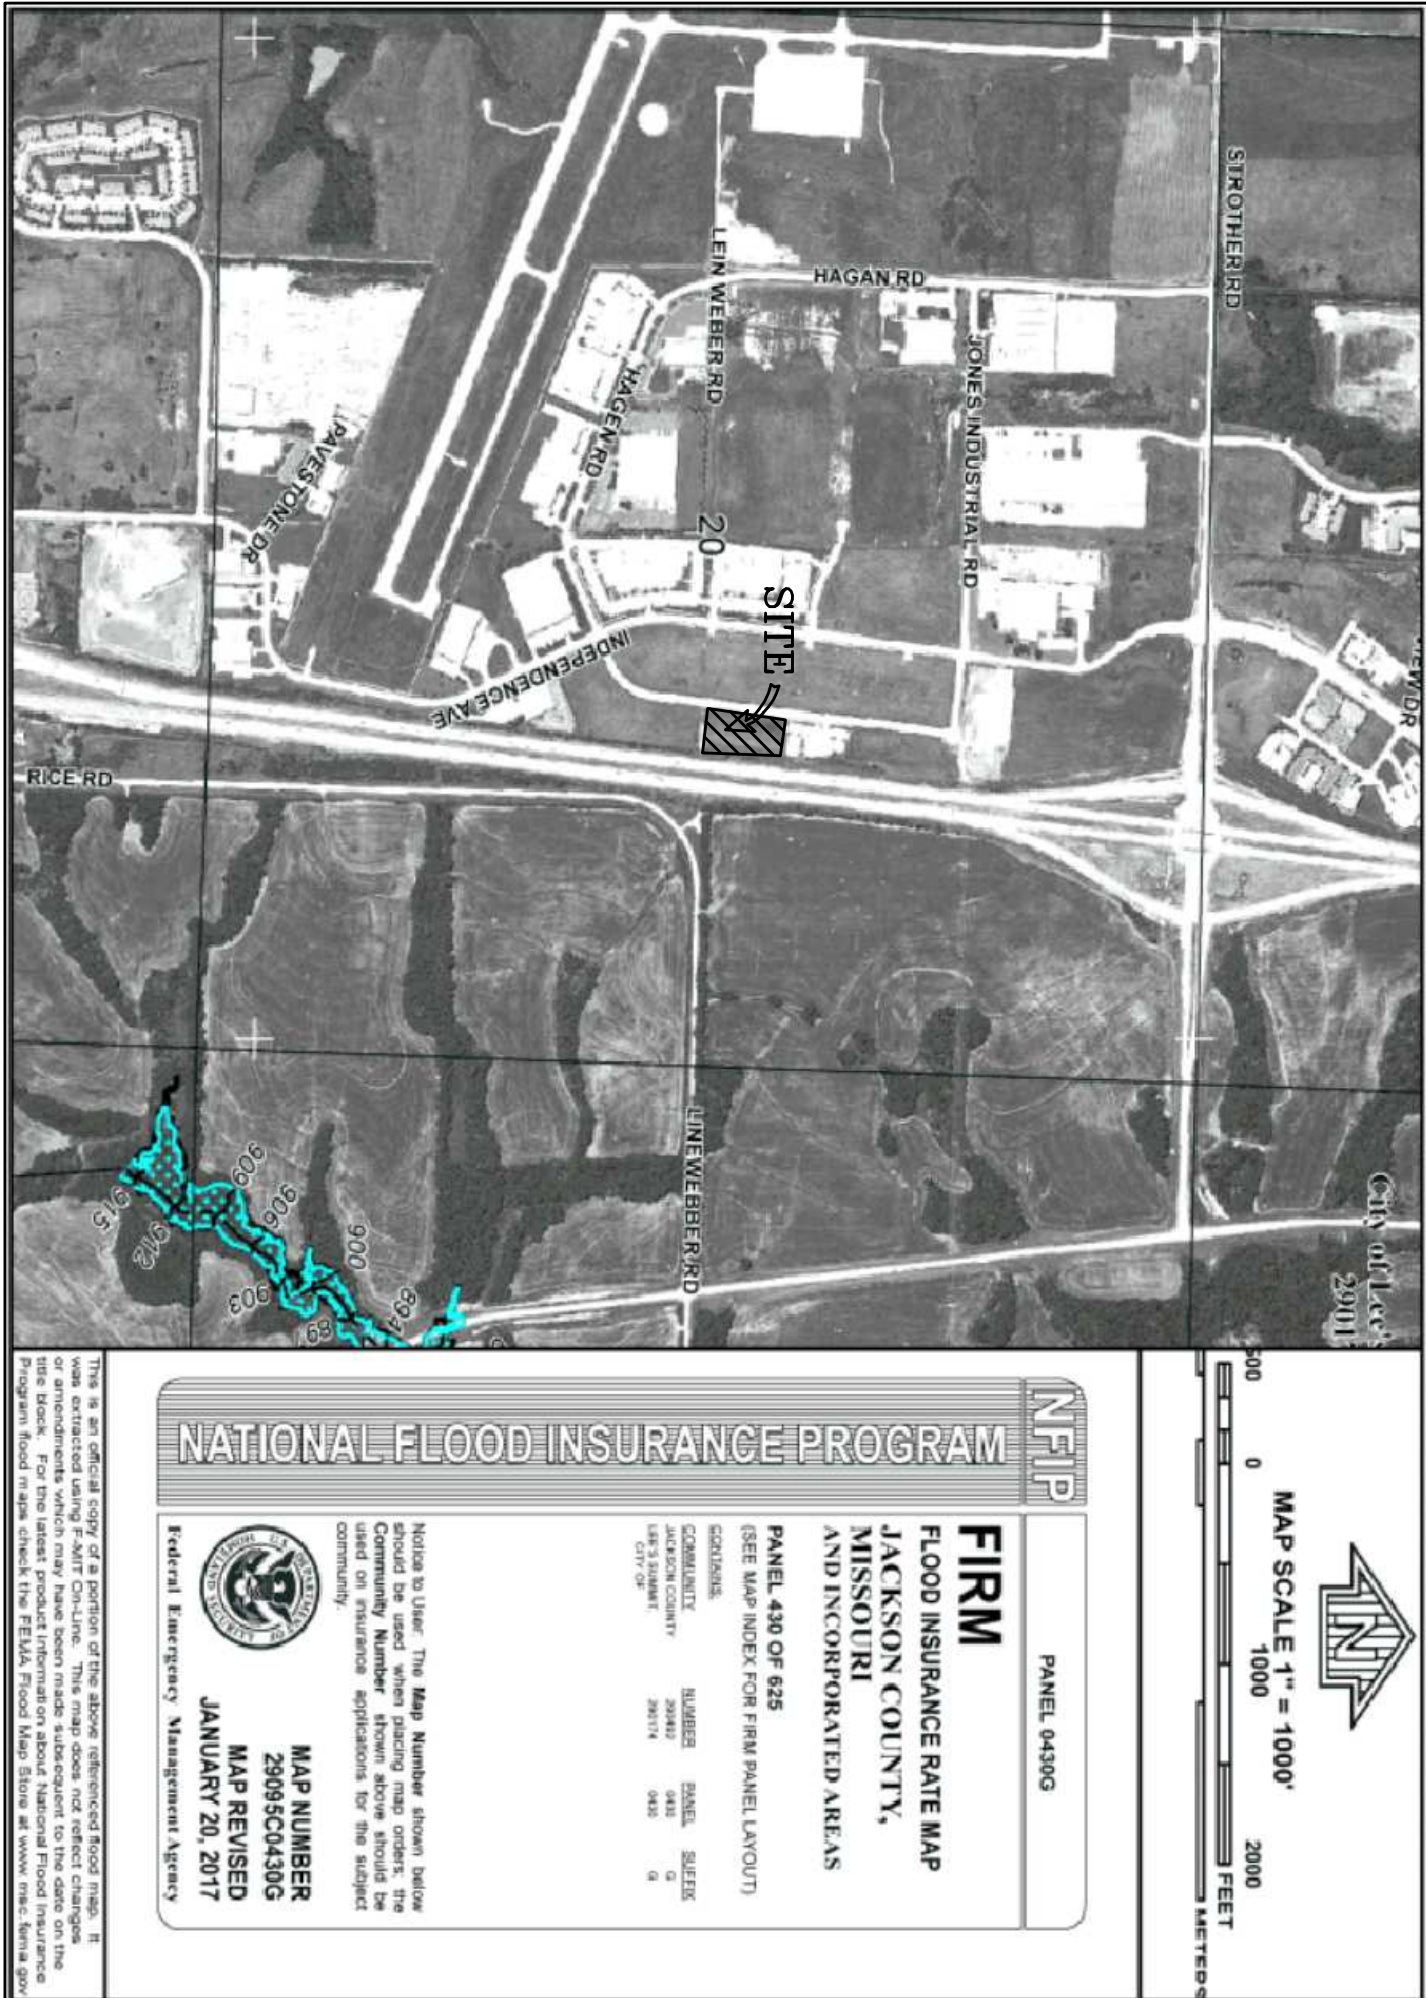 STROTHER RD
LEIN WEBER RD
HAGAN RD
JONES INDUSTRIAL RD
HAGEN RD
PAVESTONE DR
20
SITE
INDEPENDENCE AVE
RICE RD
LINEWEBBER RD
City of Lee's
2901
915
912
909
906
903
900
894
MAP SCALE 1" = 1000'
500 0 1000 2000
FEET
METERS
NFIP
NATIONAL FLOOD INSURANCE PROGRAM
PANEL 0430G
FIRM
FLOOD INSURANCE RATE MAP
JACKSON COUNTY,
MISSOURI
AND INCORPORATED AREAS
PANEL 430 OF 625
(SEE MAP INDEX FOR FIRM PANEL LAYOUT)
CONTAINS:
COMMUNITY NUMBER PANEL SUFFIX
JACKSON COUNTY 290492 0430 G
LEE'S SUMMIT, 290174 0430 G
CITY OF
Notice to User: The Map Number shown below
should be used when placing map orders; the
Community Number shown above should be
used on insurance applications for the subject
community.
MAP NUMBER
29095C0430G
MAP REVISED
JANUARY 20, 2017
Federal Emergency Management Agency
This is an official copy of a portion of the above referenced flood map. It
was extracted using F-MIT On-Line. This map does not reflect changes
or amendments which may have been made subsequent to the date on the
title block. For the latest product information about National Flood Insurance
Program flood maps check the FEMA Flood Map Store at www.msc.fema.gov